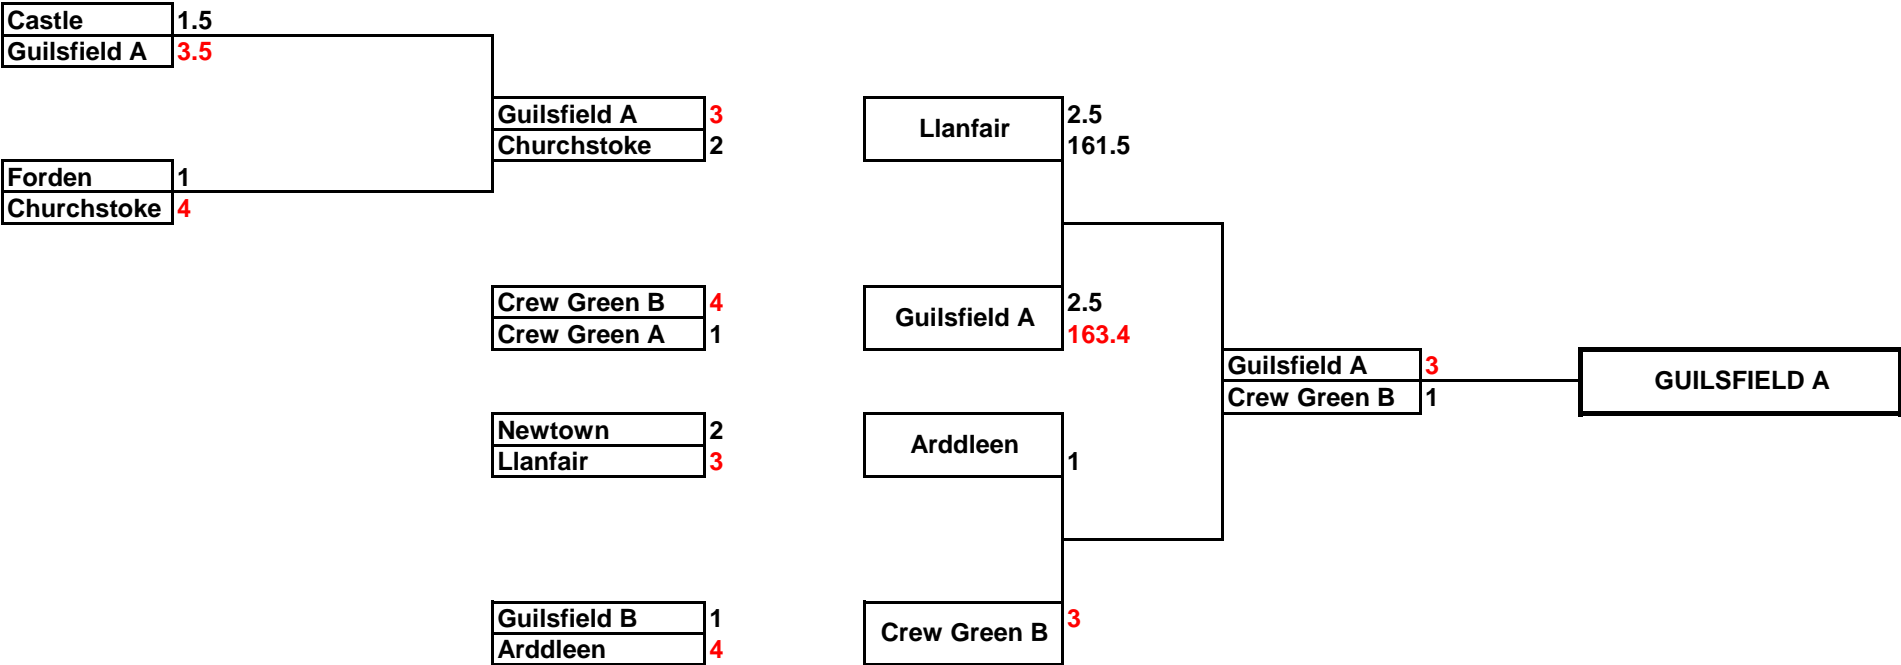 Castle 1.5
Guilsfield A 3.5
Forden 1
Churchstoke 4
Guilsfield A 3
Churchstoke 2
Crew Green B 4
Crew Green A 1
Newtown 2
Llanfair 3
Guilsfield B 1
Arddleen 4
Llanfair 2.5
161.5
Guilsfield A 2.5
163.4
Arddleen 1
Crew Green B 3
Guilsfield A 3
Crew Green B 1
GUILSFIELD A